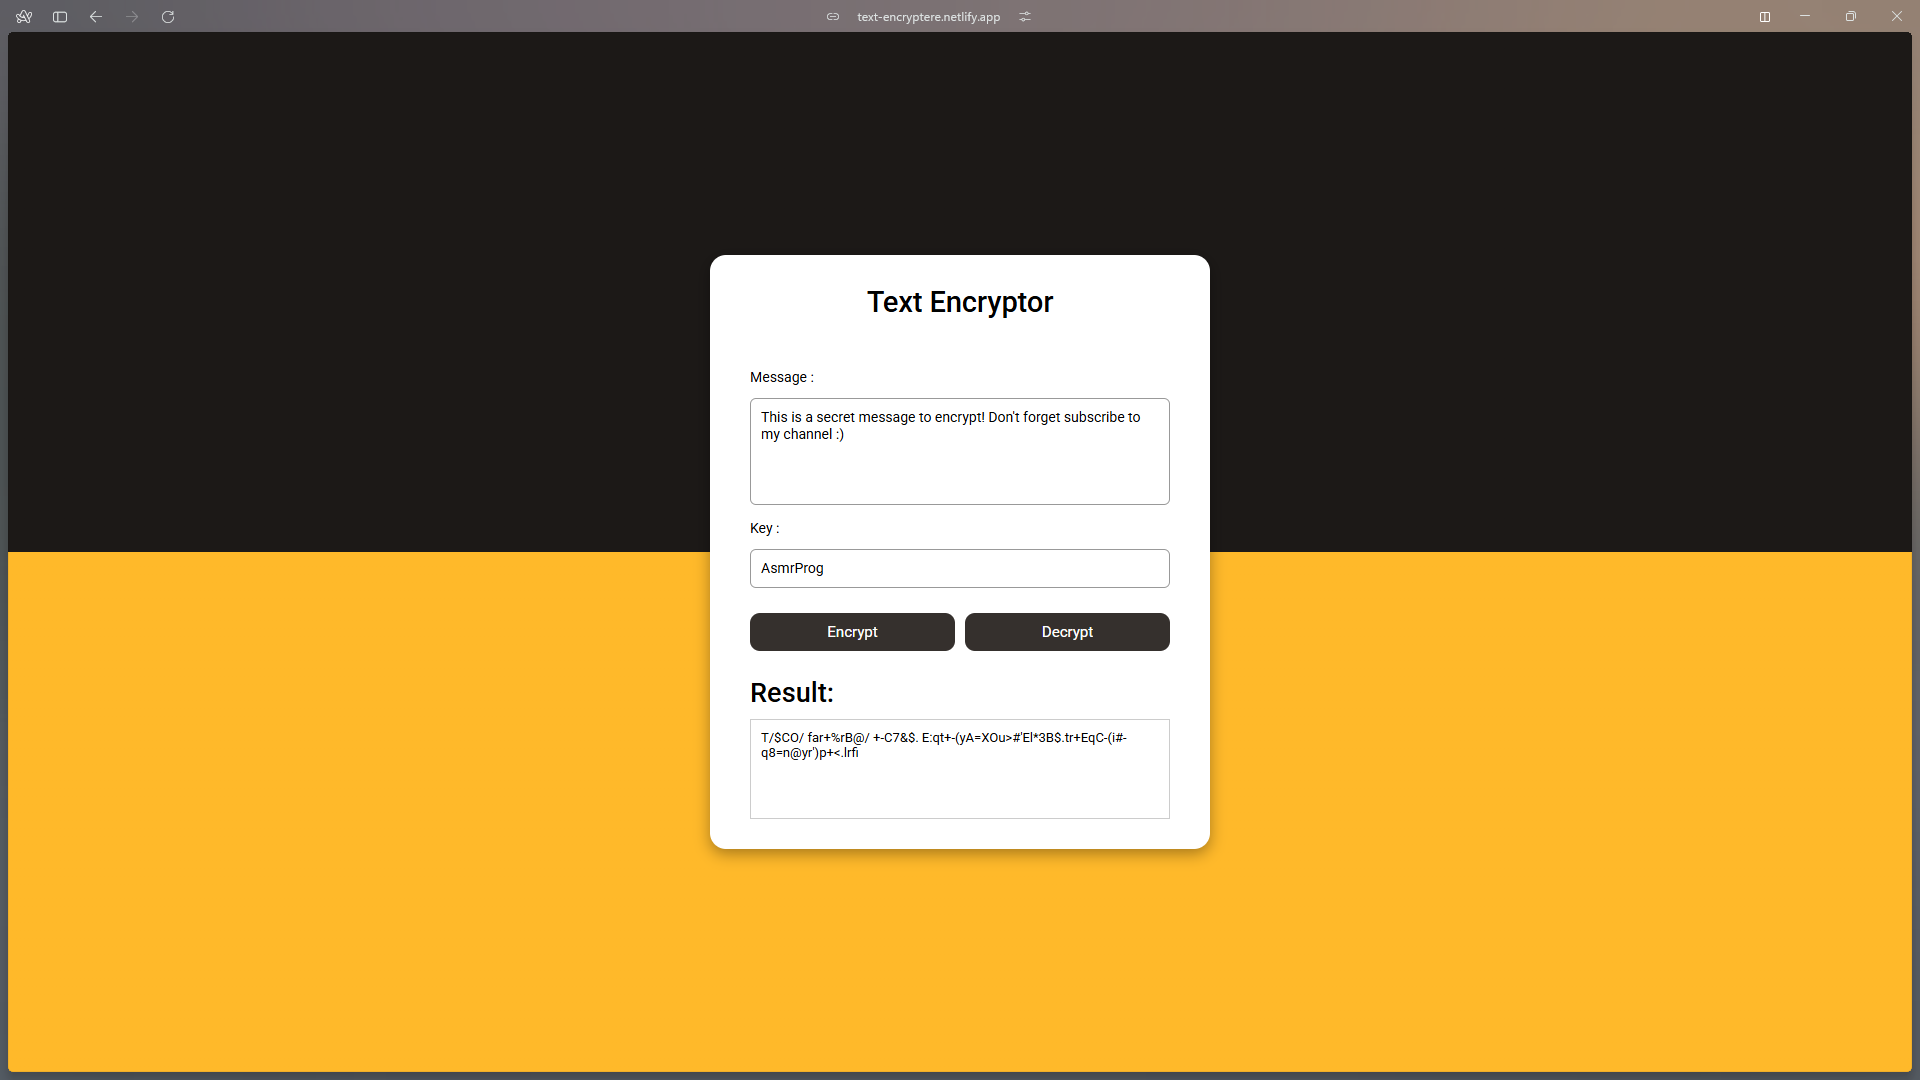 text-encryptere.netlify.app
Text Encryptor
Message :
This is a secret message to encrypt! Don't forget subscribe to
my channel :)
Key :
AsmrProg
Encrypt
Decrypt
Result:
T/$CO/ far+%rB@/ +-C7&$. E:qt+-(yA=XOu>#'El*3B$.tr+EqC-(i#-
q8=n@yr')p+<.lrfi